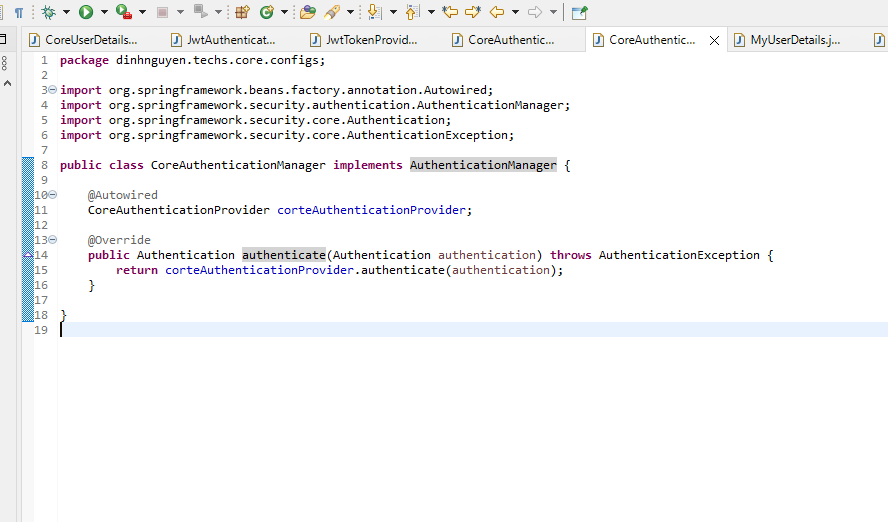 CoreUserDetails...
JwtAuthenticat...
JwtTokenProvid...
CoreAuthentic...
CoreAuthentic...
MyUserDetails.j...
1 package dinhnguyen.techs.core.configs;
2
3 import org.springframework.beans.factory.annotation.Autowired;
4 import org.springframework.security.authentication.AuthenticationManager;
5 import org.springframework.security.core.Authentication;
6 import org.springframework.security.core.AuthenticationException;
7
8 public class CoreAuthenticationManager implements AuthenticationManager {
9
10 @Autowired
11 CoreAuthenticationProvider corteAuthenticationProvider;
12
13 @Override
14 public Authentication authenticate(Authentication authentication) throws AuthenticationException {
15 return corteAuthenticationProvider.authenticate(authentication);
16 }
17
18 }
19